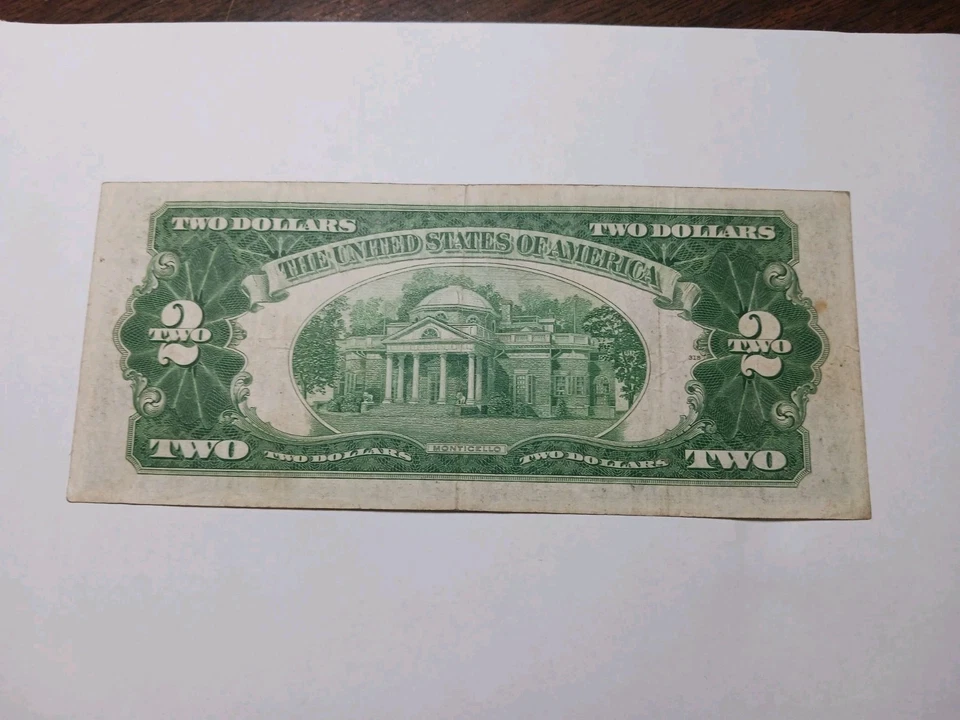 TWO DOLLARS TWO DOLLARS
THE UNITED STATES OF AMERICA
2 2
TWO TWO
MONTICELLO
TWO TWO DOLLARS TWO DOLLARS TWO